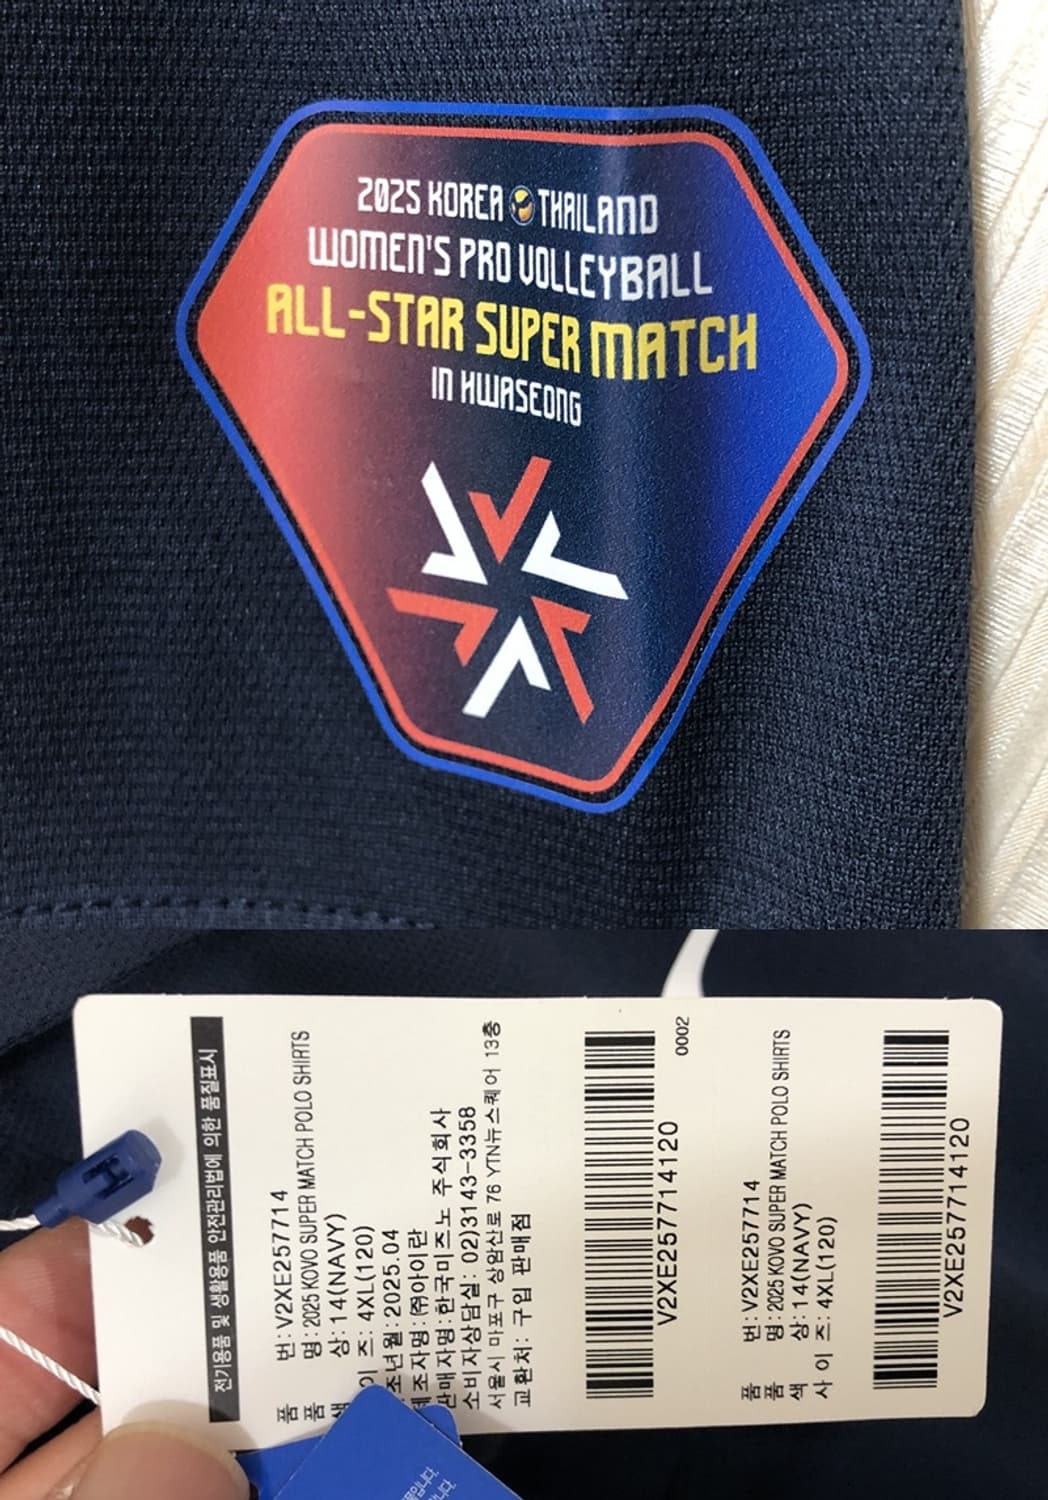 2025 KOREA THAILAND
WOMEN'S PRO VOLLEYBALL
ALL-STAR SUPER MATCH
IN HWASEONG
전기용품 및 생활용품 안전관리법에 의한 품질표시
품 번: V2XE257714
품 명: 2025 KOVO SUPER MATCH POLO SHIRTS
색 상: 14(NAVY)
이 즈: 4XL(120)
조년월: 2025.04
조자명: ㈜아이란
판매자명: 한국미즈노 주식회사
소비자상담실: 02)3143-3358
서울시 마포구 상암산로 76 YTN뉴스퀘어 13층
교환처: 구입 판매점
V2XE257714120
0002
품 번: V2XE257714
품 명: 2025 KOVO SUPER MATCH POLO SHIRTS
색 상: 14(NAVY)
사 이 즈: 4XL(120)
V2XE257714120